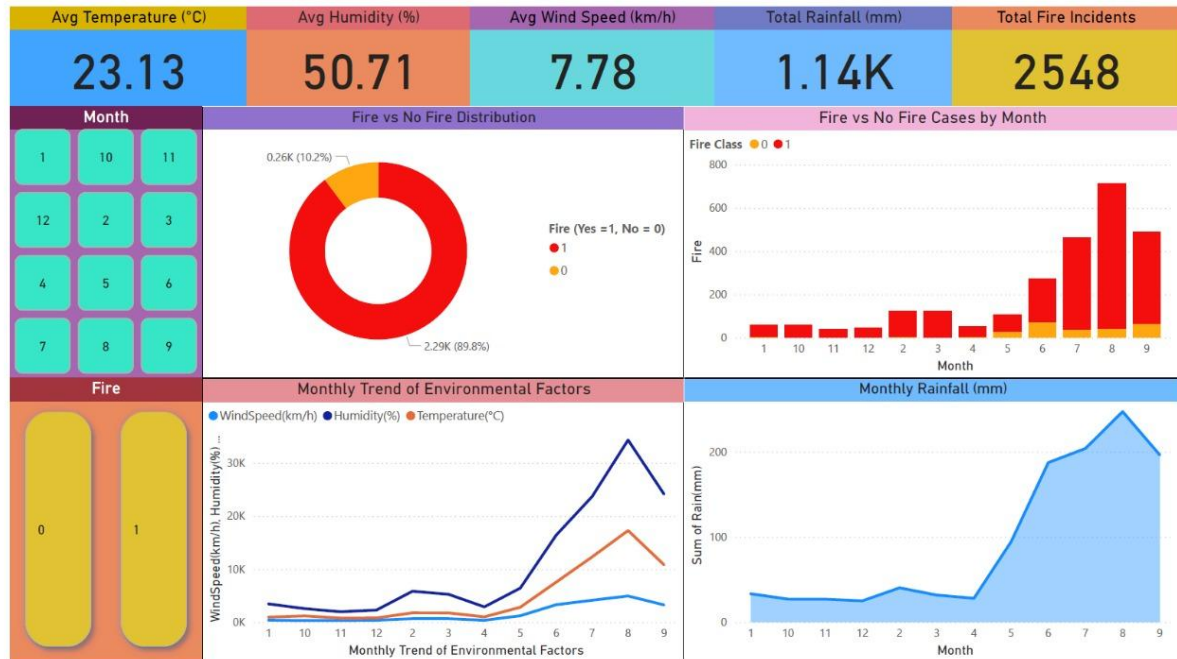 Avg Temperature (°C)
23.13
Avg Humidity (%)
50.71
Avg Wind Speed (km/h)
7.78
Total Rainfall (mm)
1.14K
Total Fire Incidents
2548
Month
1 10 11
12 2 3
4 5 6
7 8 9
Fire vs No Fire Distribution
0.26K (10.2%)
2.29K (89.8%)
Fire (Yes =1, No = 0)
1
0
Fire vs No Fire Cases by Month
Fire Class 0 1
800
600
400
200
0
Fire
1 10 11 12 2 3 4 5 6 7 8 9
Month
Fire
0 1
Monthly Trend of Environmental Factors
WindSpeed(km/h) Humidity(%) Temperature(°C)
WindSpeed(km/h), Humidity(%) ...
30K
20K
10K
0K
1 10 11 12 2 3 4 5 6 7 8 9
Monthly Trend of Environmental Factors
Monthly Rainfall (mm)
Sum of Rain(mm)
200
100
0
1 10 11 12 2 3 4 5 6 7 8 9
Month